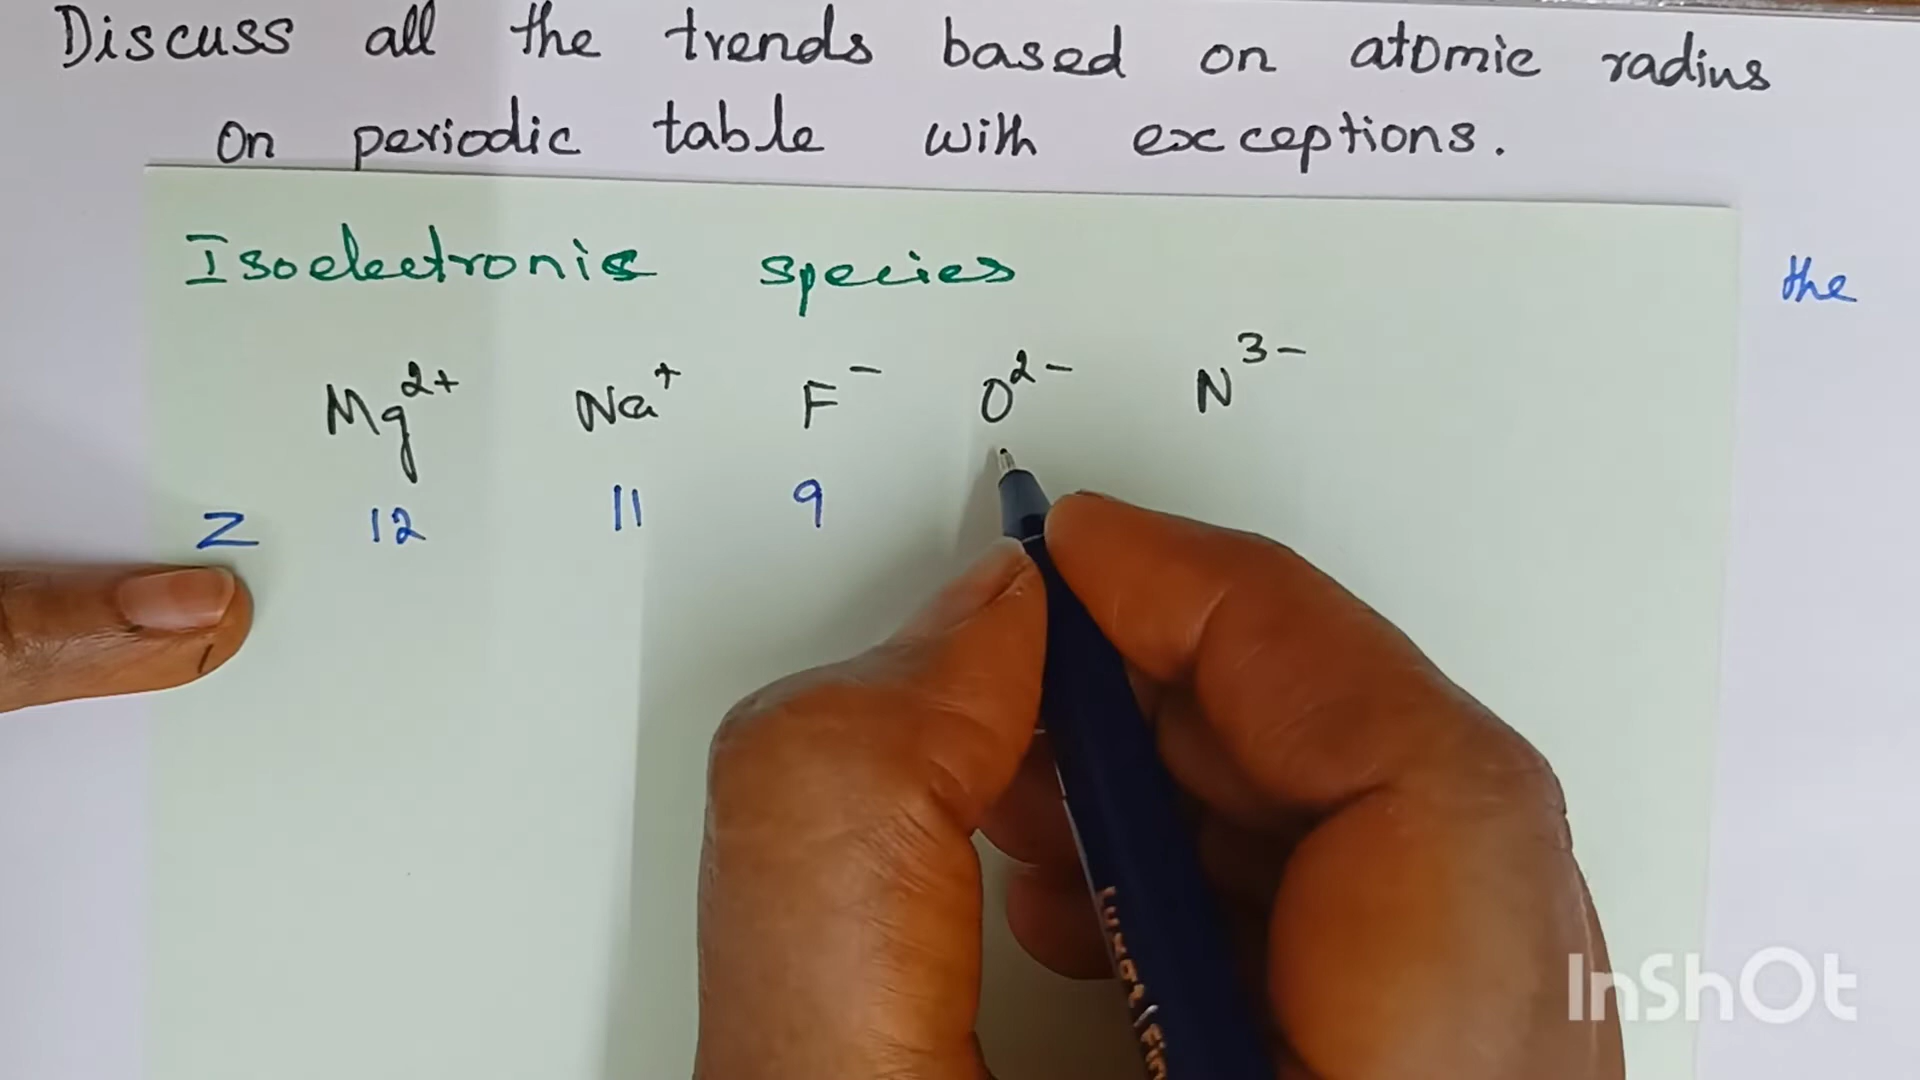 Discuss all the trends based on atomic radius
on periodic table with exceptions.
Isoelectronic species
the
Mg²⁺ Na⁺ F⁻ O²⁻ N³⁻
Z 12 11 9
InShOt